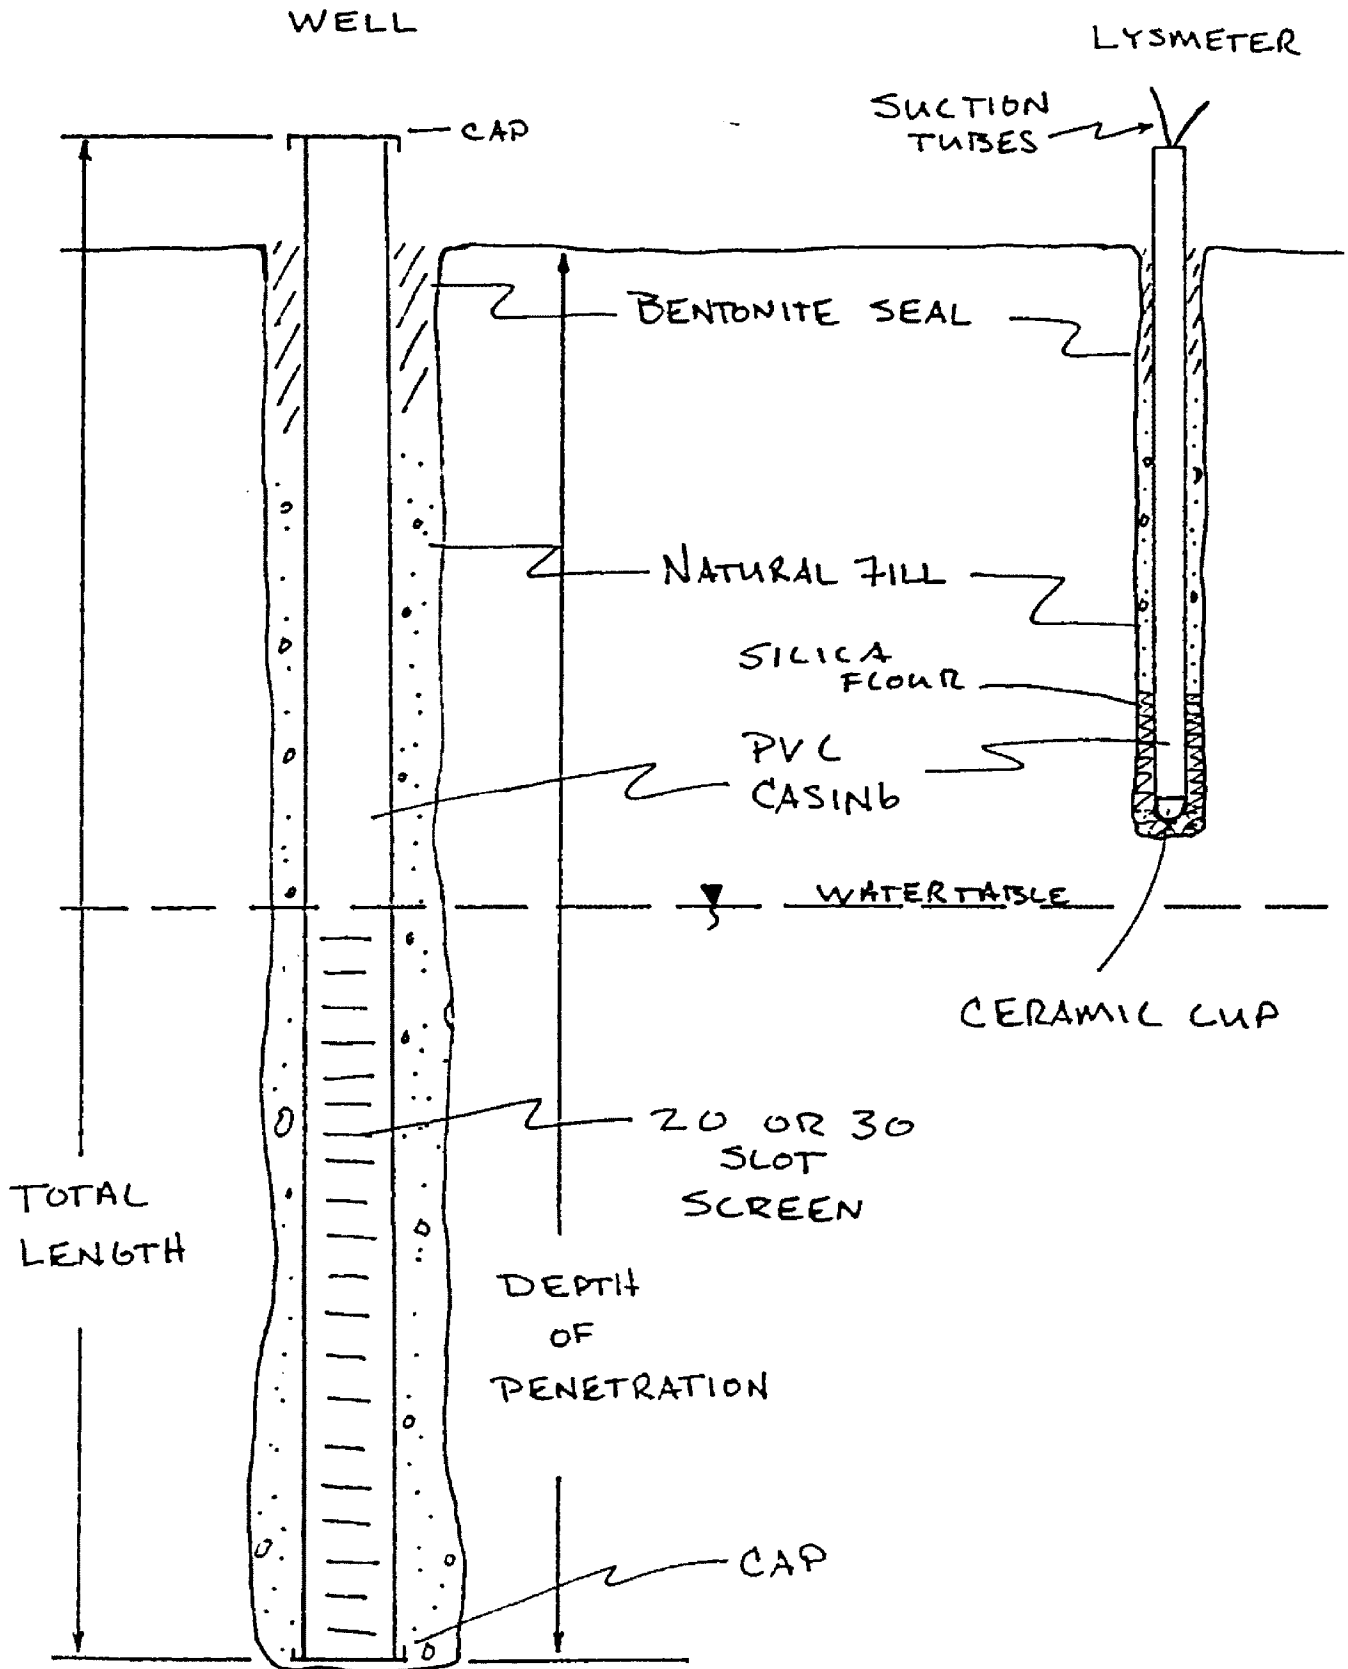 WELL
LYSMETER
CAP
SUCTION
TUBES
BENTONITE SEAL
NATURAL FILL
SILICA
FLOUR
PVC
CASING
WATERTABLE
CERAMIC CUP
20 OR 30
SLOT
SCREEN
TOTAL
LENGTH
DEPTH
OF
PENETRATION
CAP